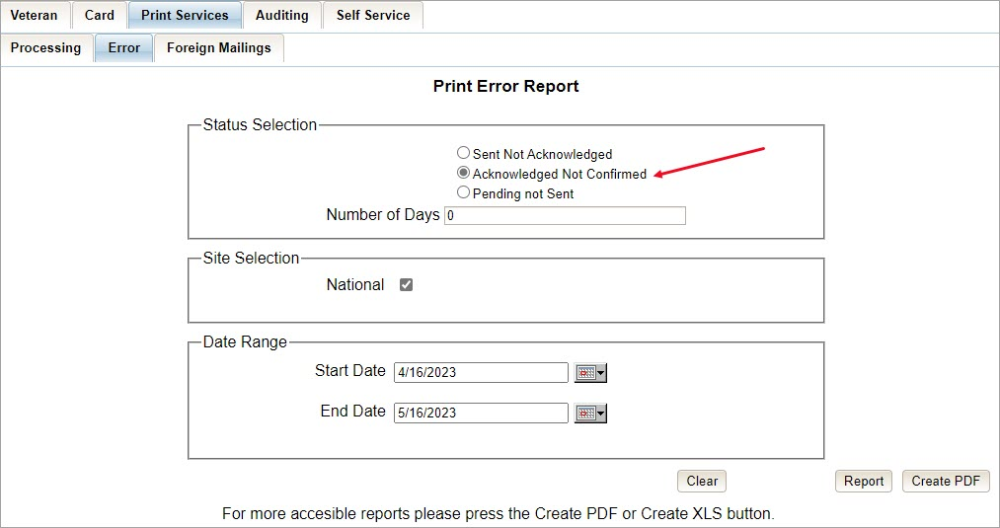 Veteran Card Print Services Auditing Self Service
Processing Error Foreign Mailings
Print Error Report
Status Selection
Sent Not Acknowledged
Acknowledged Not Confirmed
Pending not Sent
Number of Days 0
Site Selection
National
Date Range
Start Date 4/16/2023
End Date 5/16/2023
Clear Report Create PDF
For more accesible reports please press the Create PDF or Create XLS button.